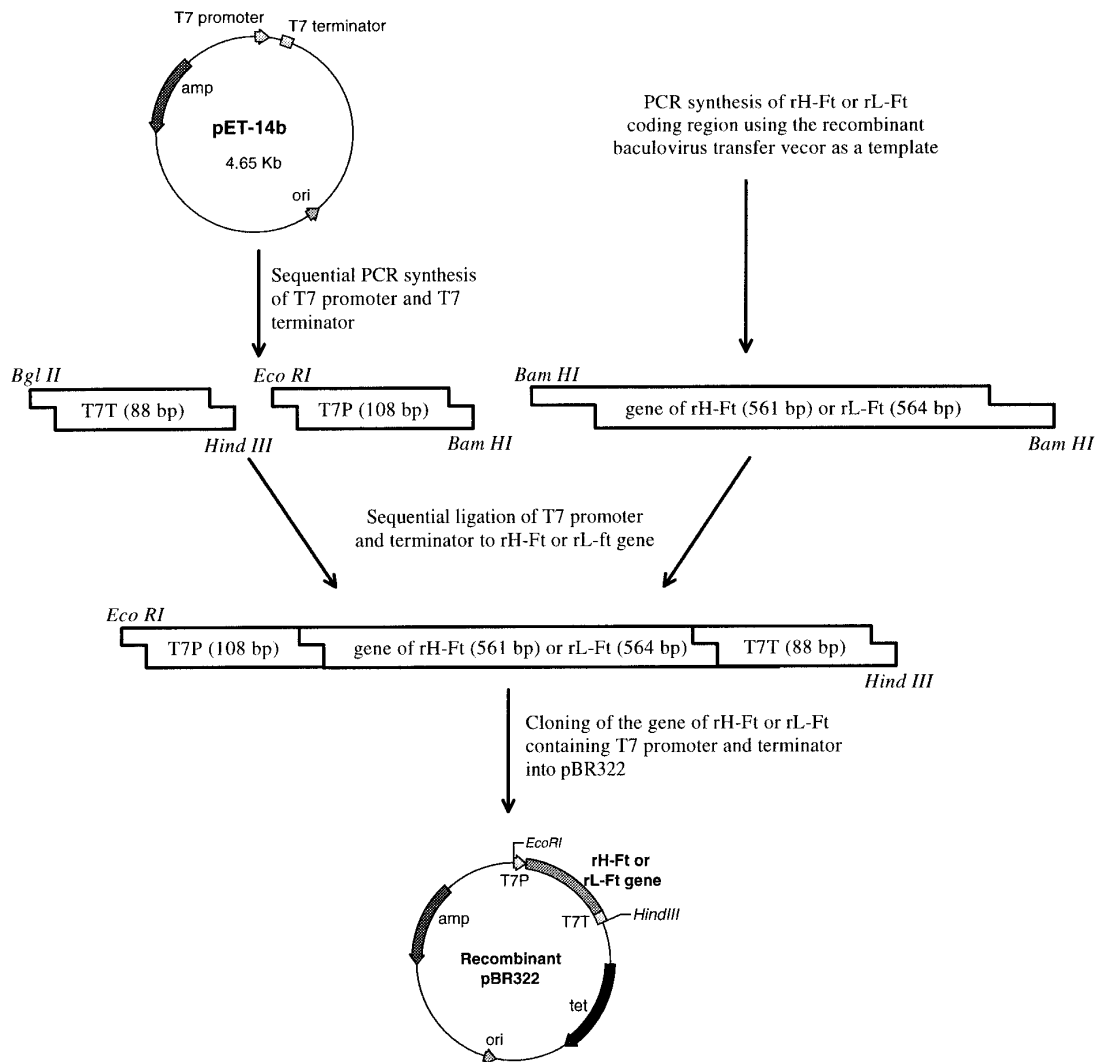 T7 promoter
T7 terminator
amp
pET-14b
4.65 Kb
ori
PCR synthesis of rH-Ft or rL-Ft
coding region using the recombinant
baculovirus transfer vecor as a template
Sequential PCR synthesis
of T7 promoter and T7
terminator
Bgl II
T7T (88 bp)
Hind III
Eco RI
T7P (108 bp)
Bam HI
Bam HI
gene of rH-Ft (561 bp) or rL-Ft (564 bp)
Bam HI
Sequential ligation of T7 promoter
and terminator to rH-Ft or rL-ft gene
Eco RI
T7P (108 bp)
gene of rH-Ft (561 bp) or rL-Ft (564 bp)
T7T (88 bp)
Hind III
Cloning of the gene of rH-Ft or rL-Ft
containing T7 promoter and terminator
into pBR322
EcoRI
T7P
rH-Ft or
rL-Ft gene
T7T
HindIII
amp
Recombinant
pBR322
tet
ori